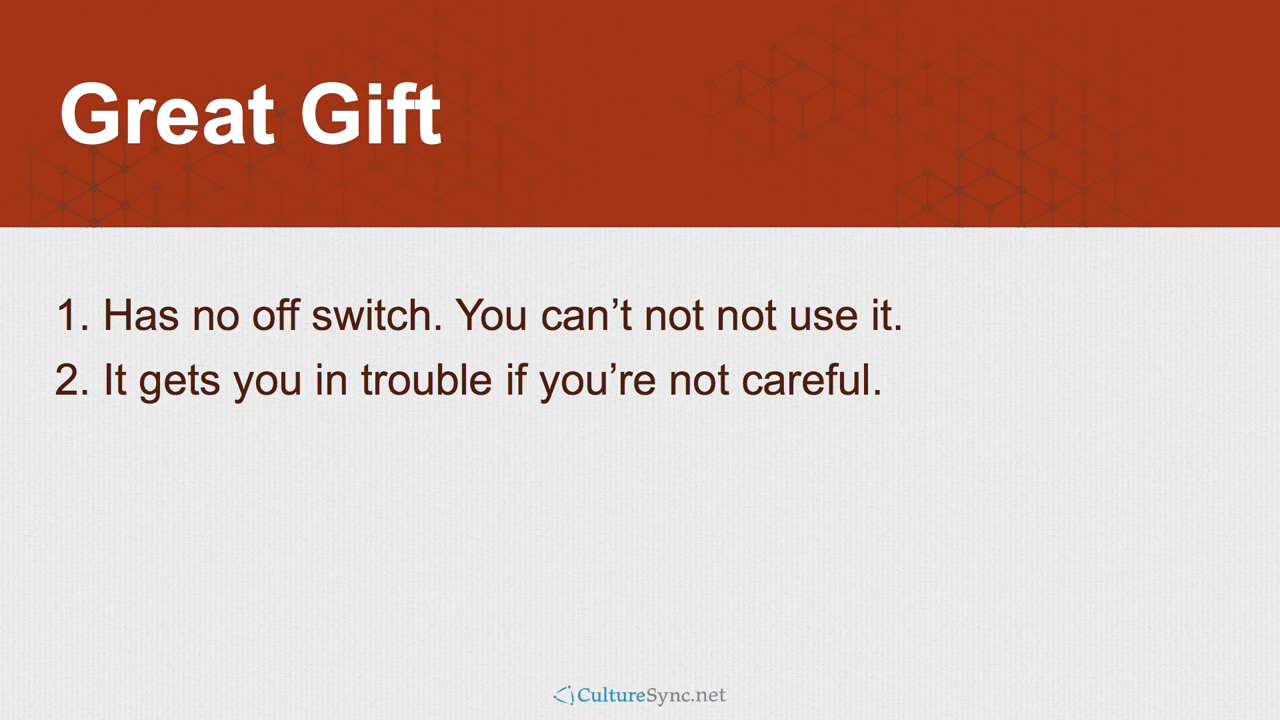 Great Gift
1. Has no off switch. You can’t not not use it.
2. It gets you in trouble if you’re not careful.
CultureSync.net